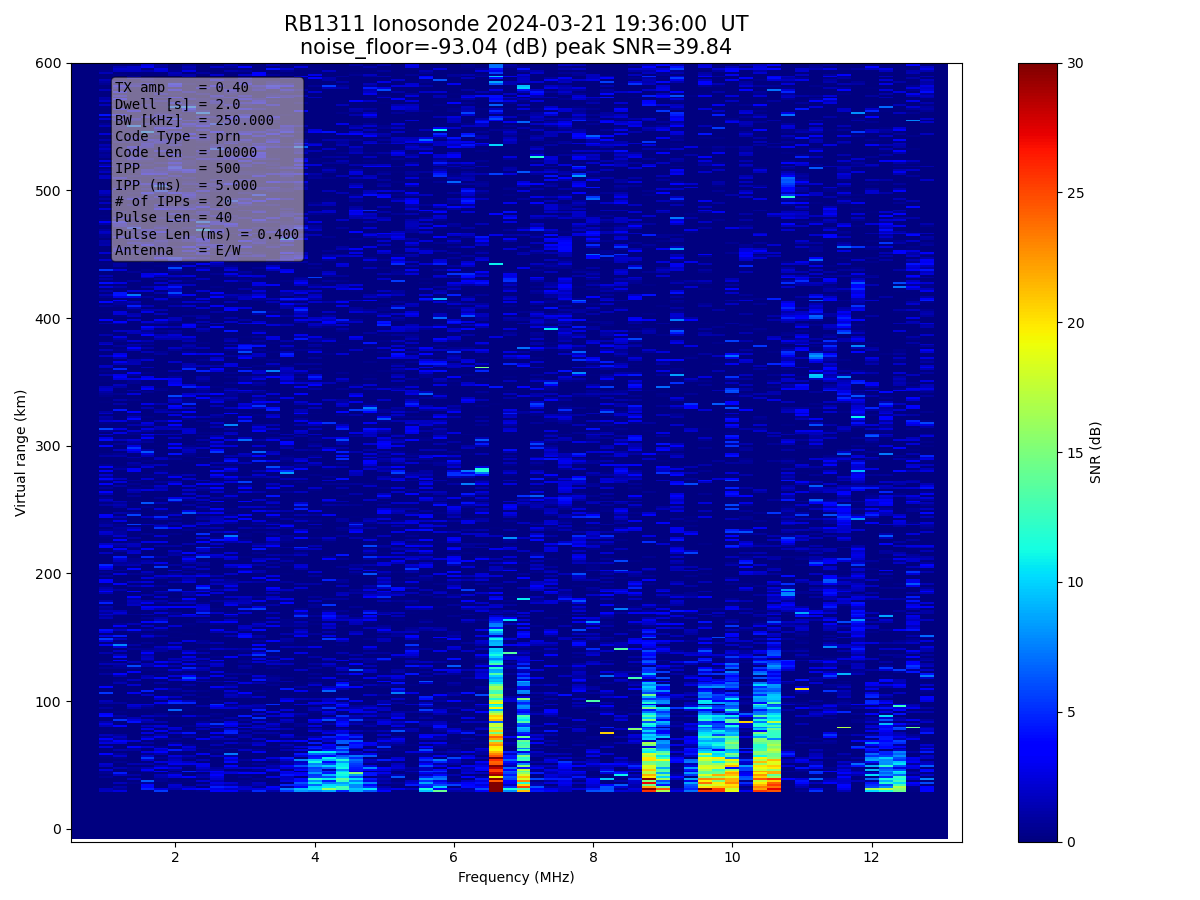 RB1311 Ionosonde 2024-03-21 19:36:00 UT
noise_floor=-93.04 (dB) peak SNR=39.84
TX amp = 0.40
Dwell [s] = 2.0
BW [kHz] = 250.000
Code Type = prn
Code Len = 10000
IPP = 500
IPP (ms) = 5.000
# of IPPs = 20
Pulse Len = 40
Pulse Len (ms) = 0.400
Antenna = E/W
600
500
400
300
200
100
0
Virtual range (km)
2 4 6 8 10 12
Frequency (MHz)
30
25
20
15
10
5
0
SNR (dB)